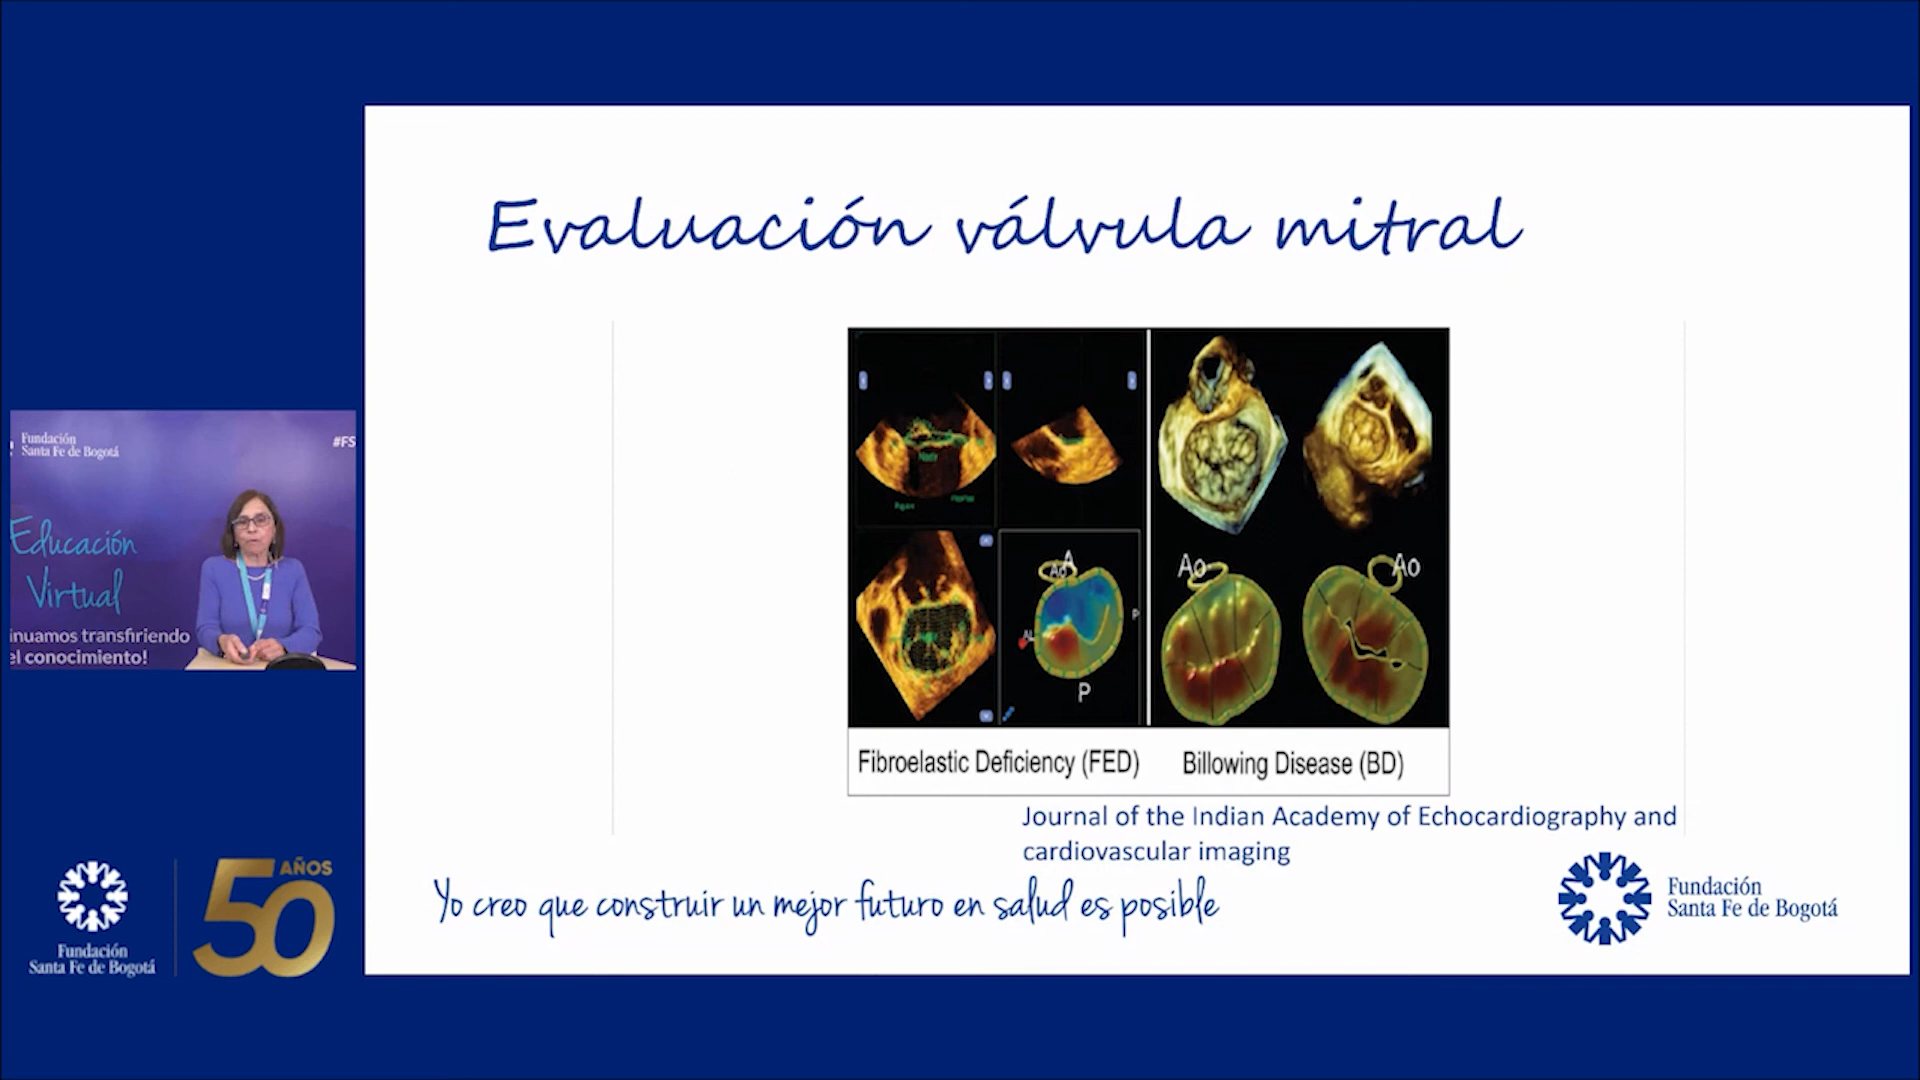 Evaluación válvula mitral
A
Ao
P
AL
P
Ao
Ao
Fibroelastic Deficiency (FED)
Billowing Disease (BD)
Journal of the Indian Academy of Echocardiography and
cardiovascular imaging
Yo creo que construir un mejor futuro en salud es posible
Fundación
Santa Fe de Bogotá
Fundación
Santa Fe de Bogotá
#FS
Educación
Virtual
inuamos transfiriendo
el conocimiento!
Fundación
Santa Fe de Bogotá
50 AÑOS